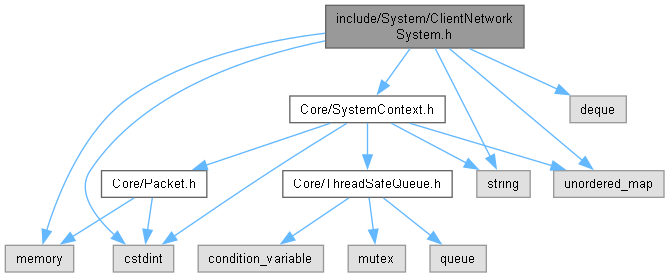 include/System/ClientNetwork
System.h
deque
Core/SystemContext.h
Core/Packet.h
Core/ThreadSafeQueue.h
string
unordered_map
memory
cstdint
condition_variable
mutex
queue